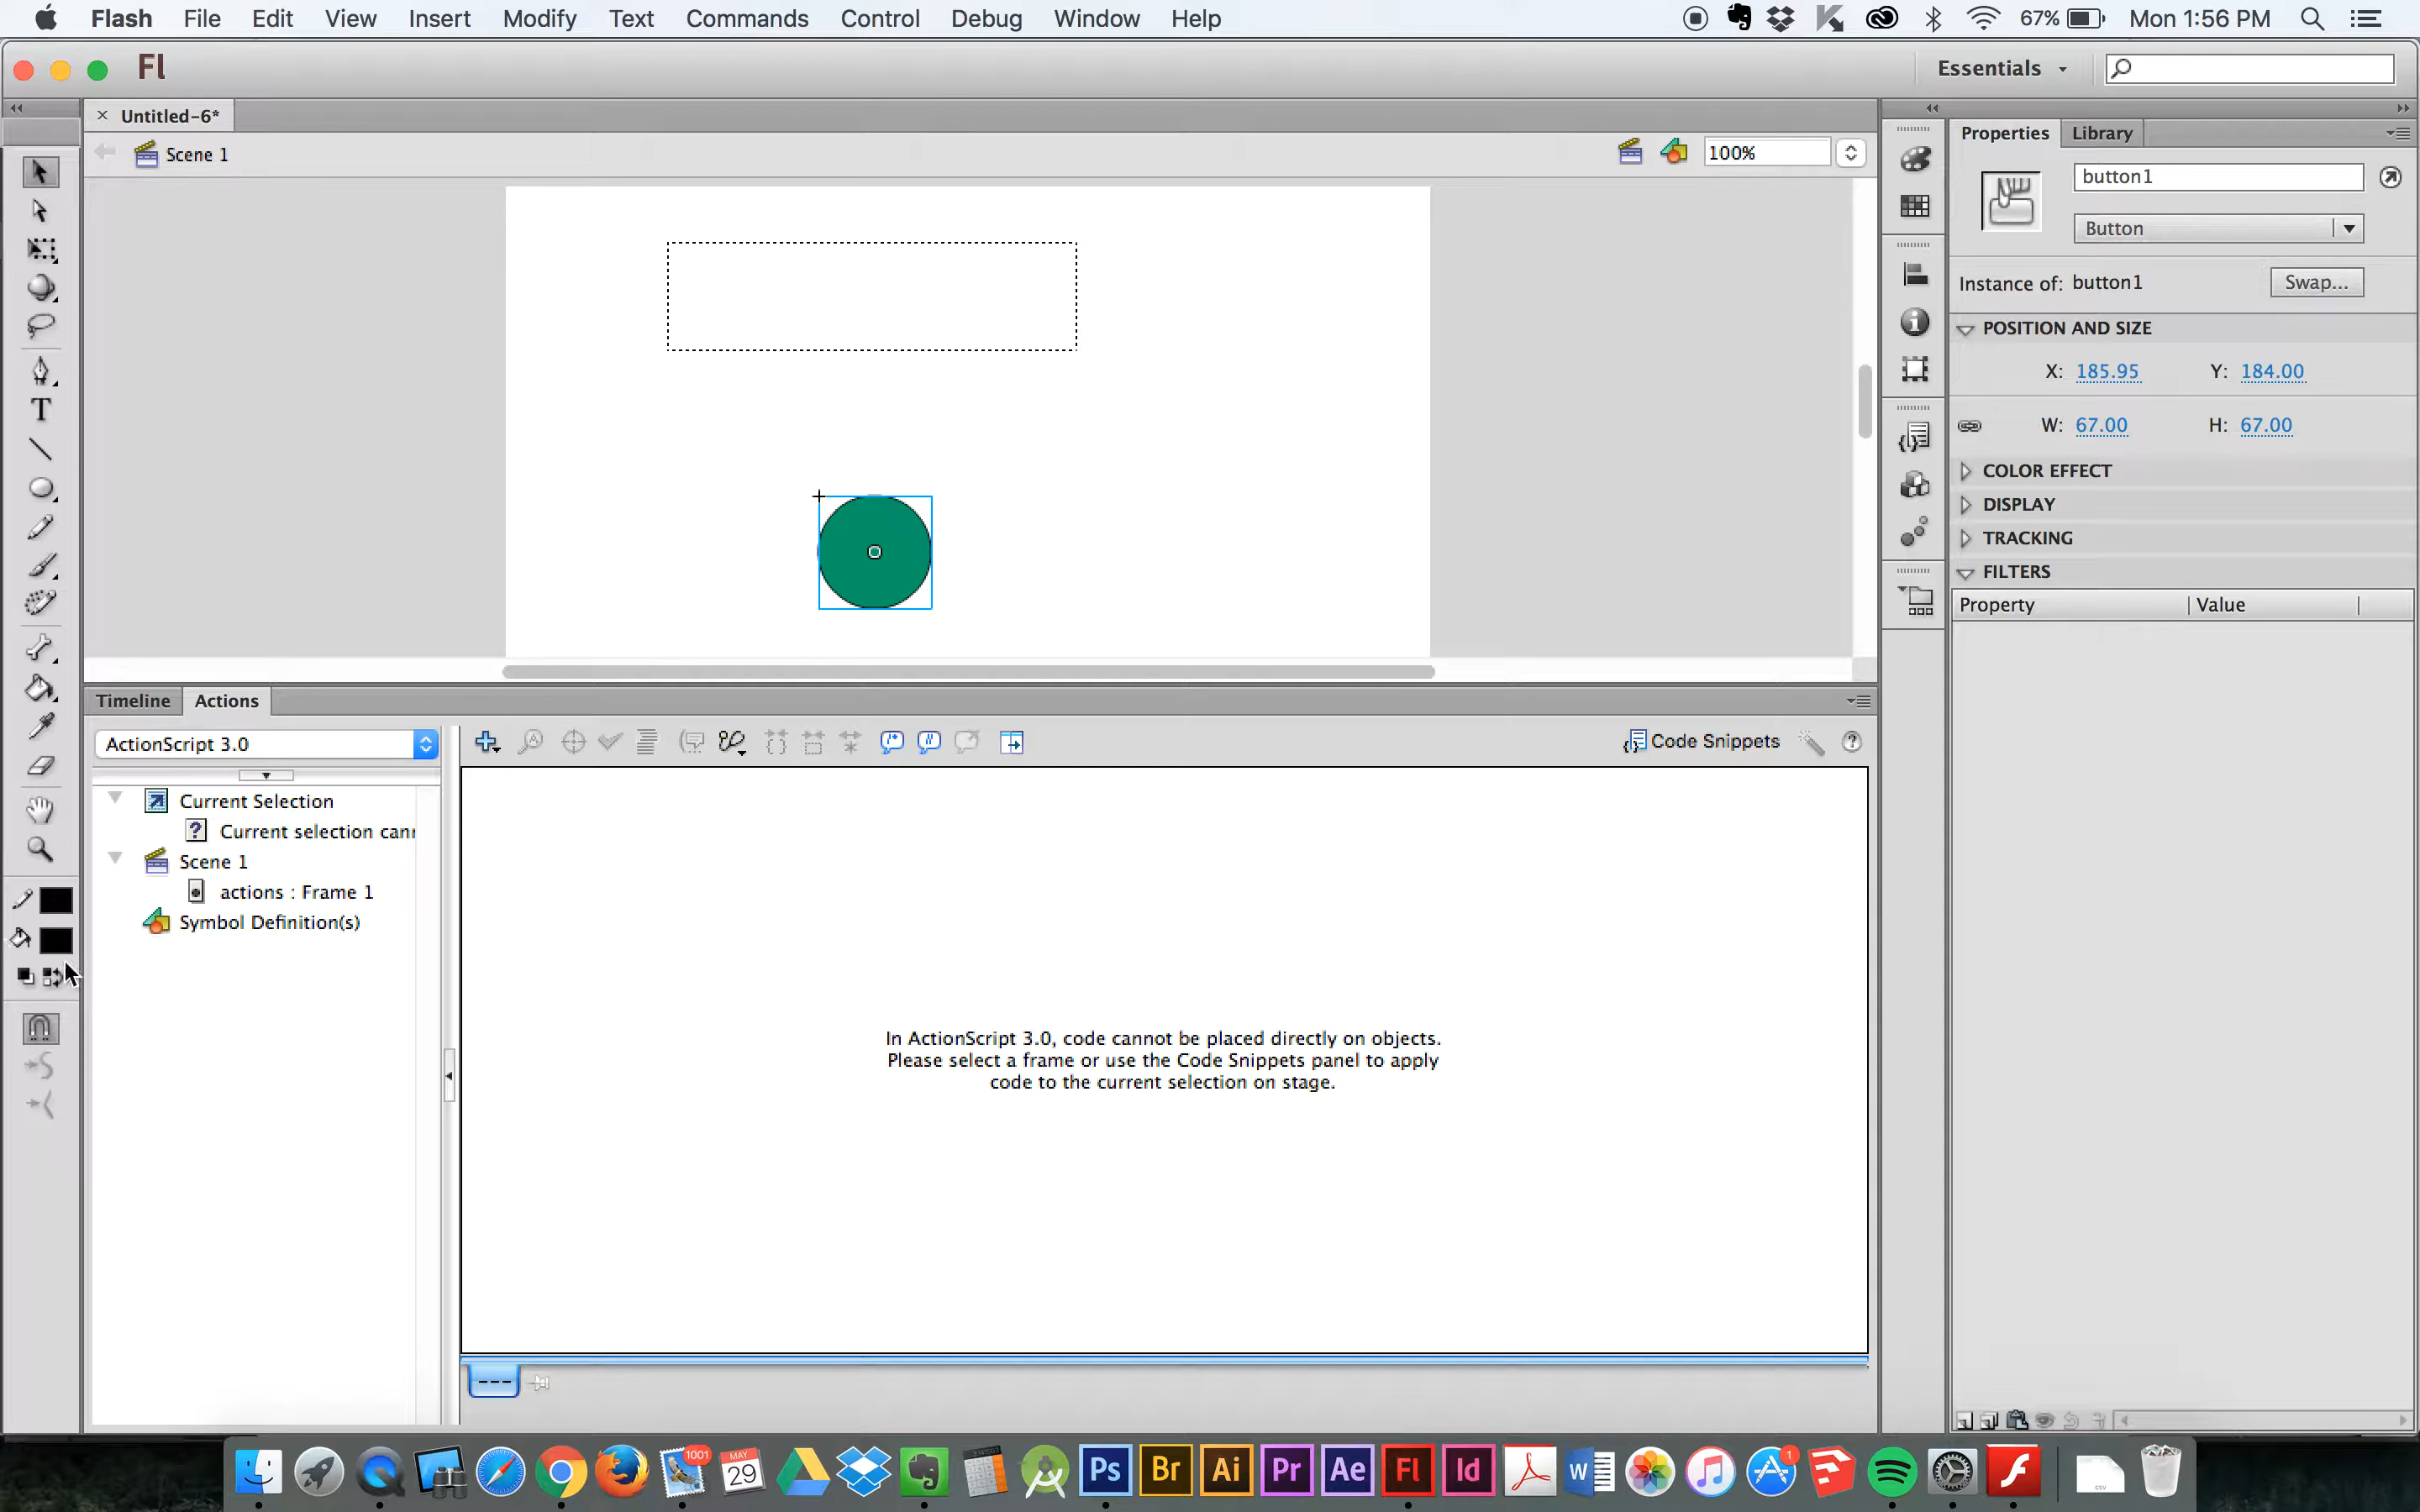 Flash File Edit View Insert Modify Text Commands Control Debug Window Help 67% Mon 1:56 PM
Fl Essentials
Untitled-6* Properties Library
Scene 1 100% button1
Button
Instance of: button1 Swap...
POSITION AND SIZE
X: 185.95 Y: 184.00
W: 67.00 H: 67.00
COLOR EFFECT
DISPLAY
TRACKING
FILTERS
Property Value
T
Timeline Actions
ActionScript 3.0 Code Snippets
Current Selection
Current selection cann
Scene 1
actions : Frame 1
Symbol Definition(s)
In ActionScript 3.0, code cannot be placed directly on objects.
Please select a frame or use the Code Snippets panel to apply
code to the current selection on stage.
1001 MAY 29 Ps Br Ai Pr Ae Fl Id W 1